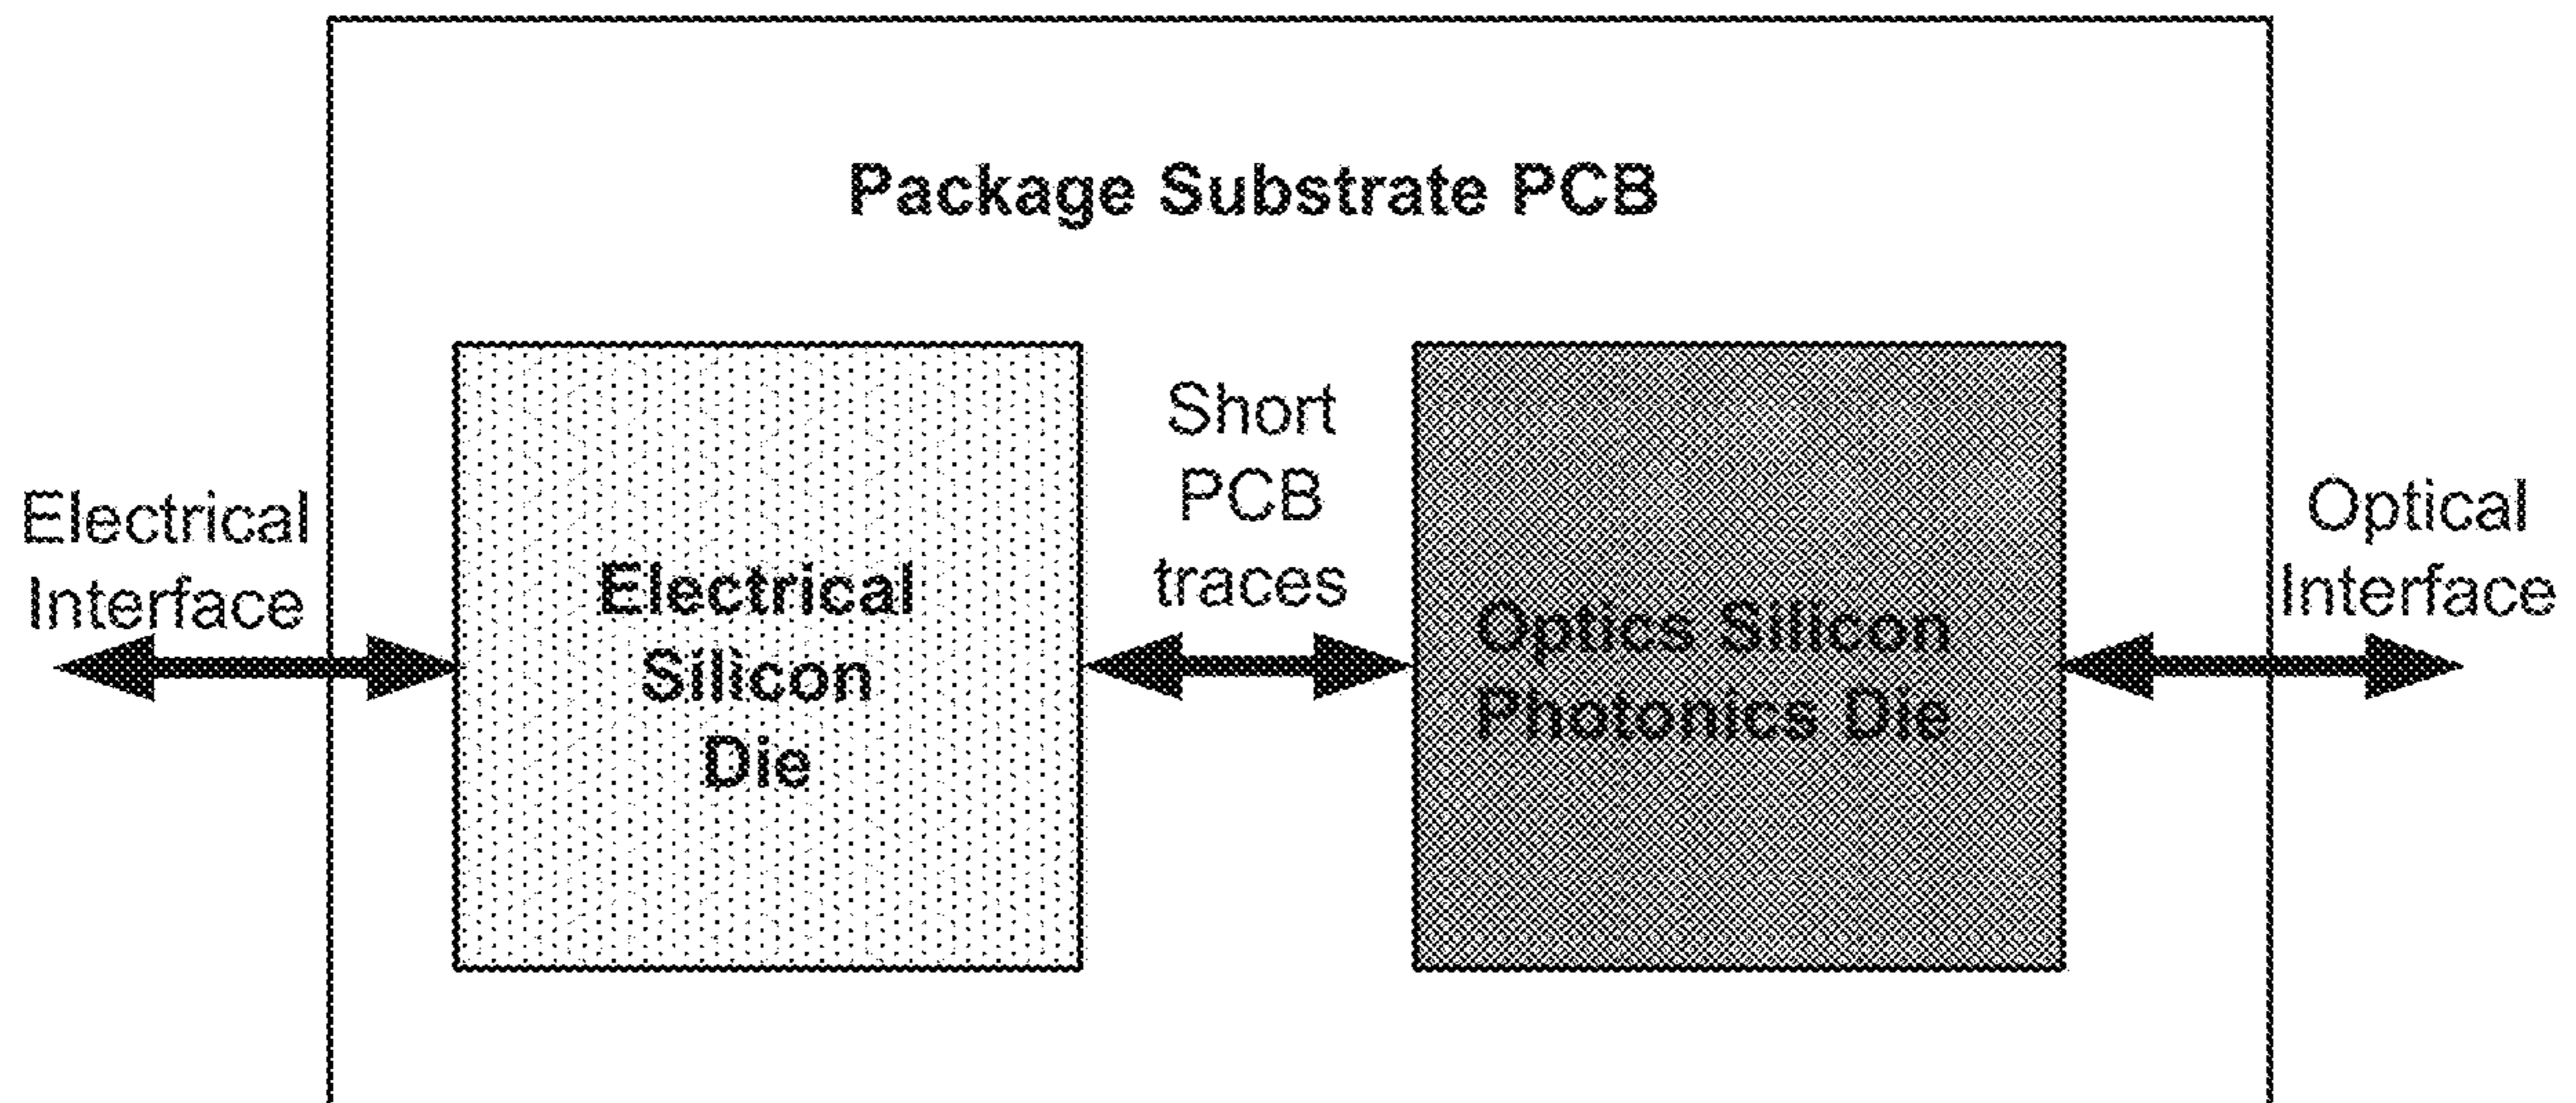 Package Substrate PCB
Electrical
Interface
Electrical
Silicon
Die
Short
PCB
traces
Optics Silicon
Photonics Die
Optical
Interface